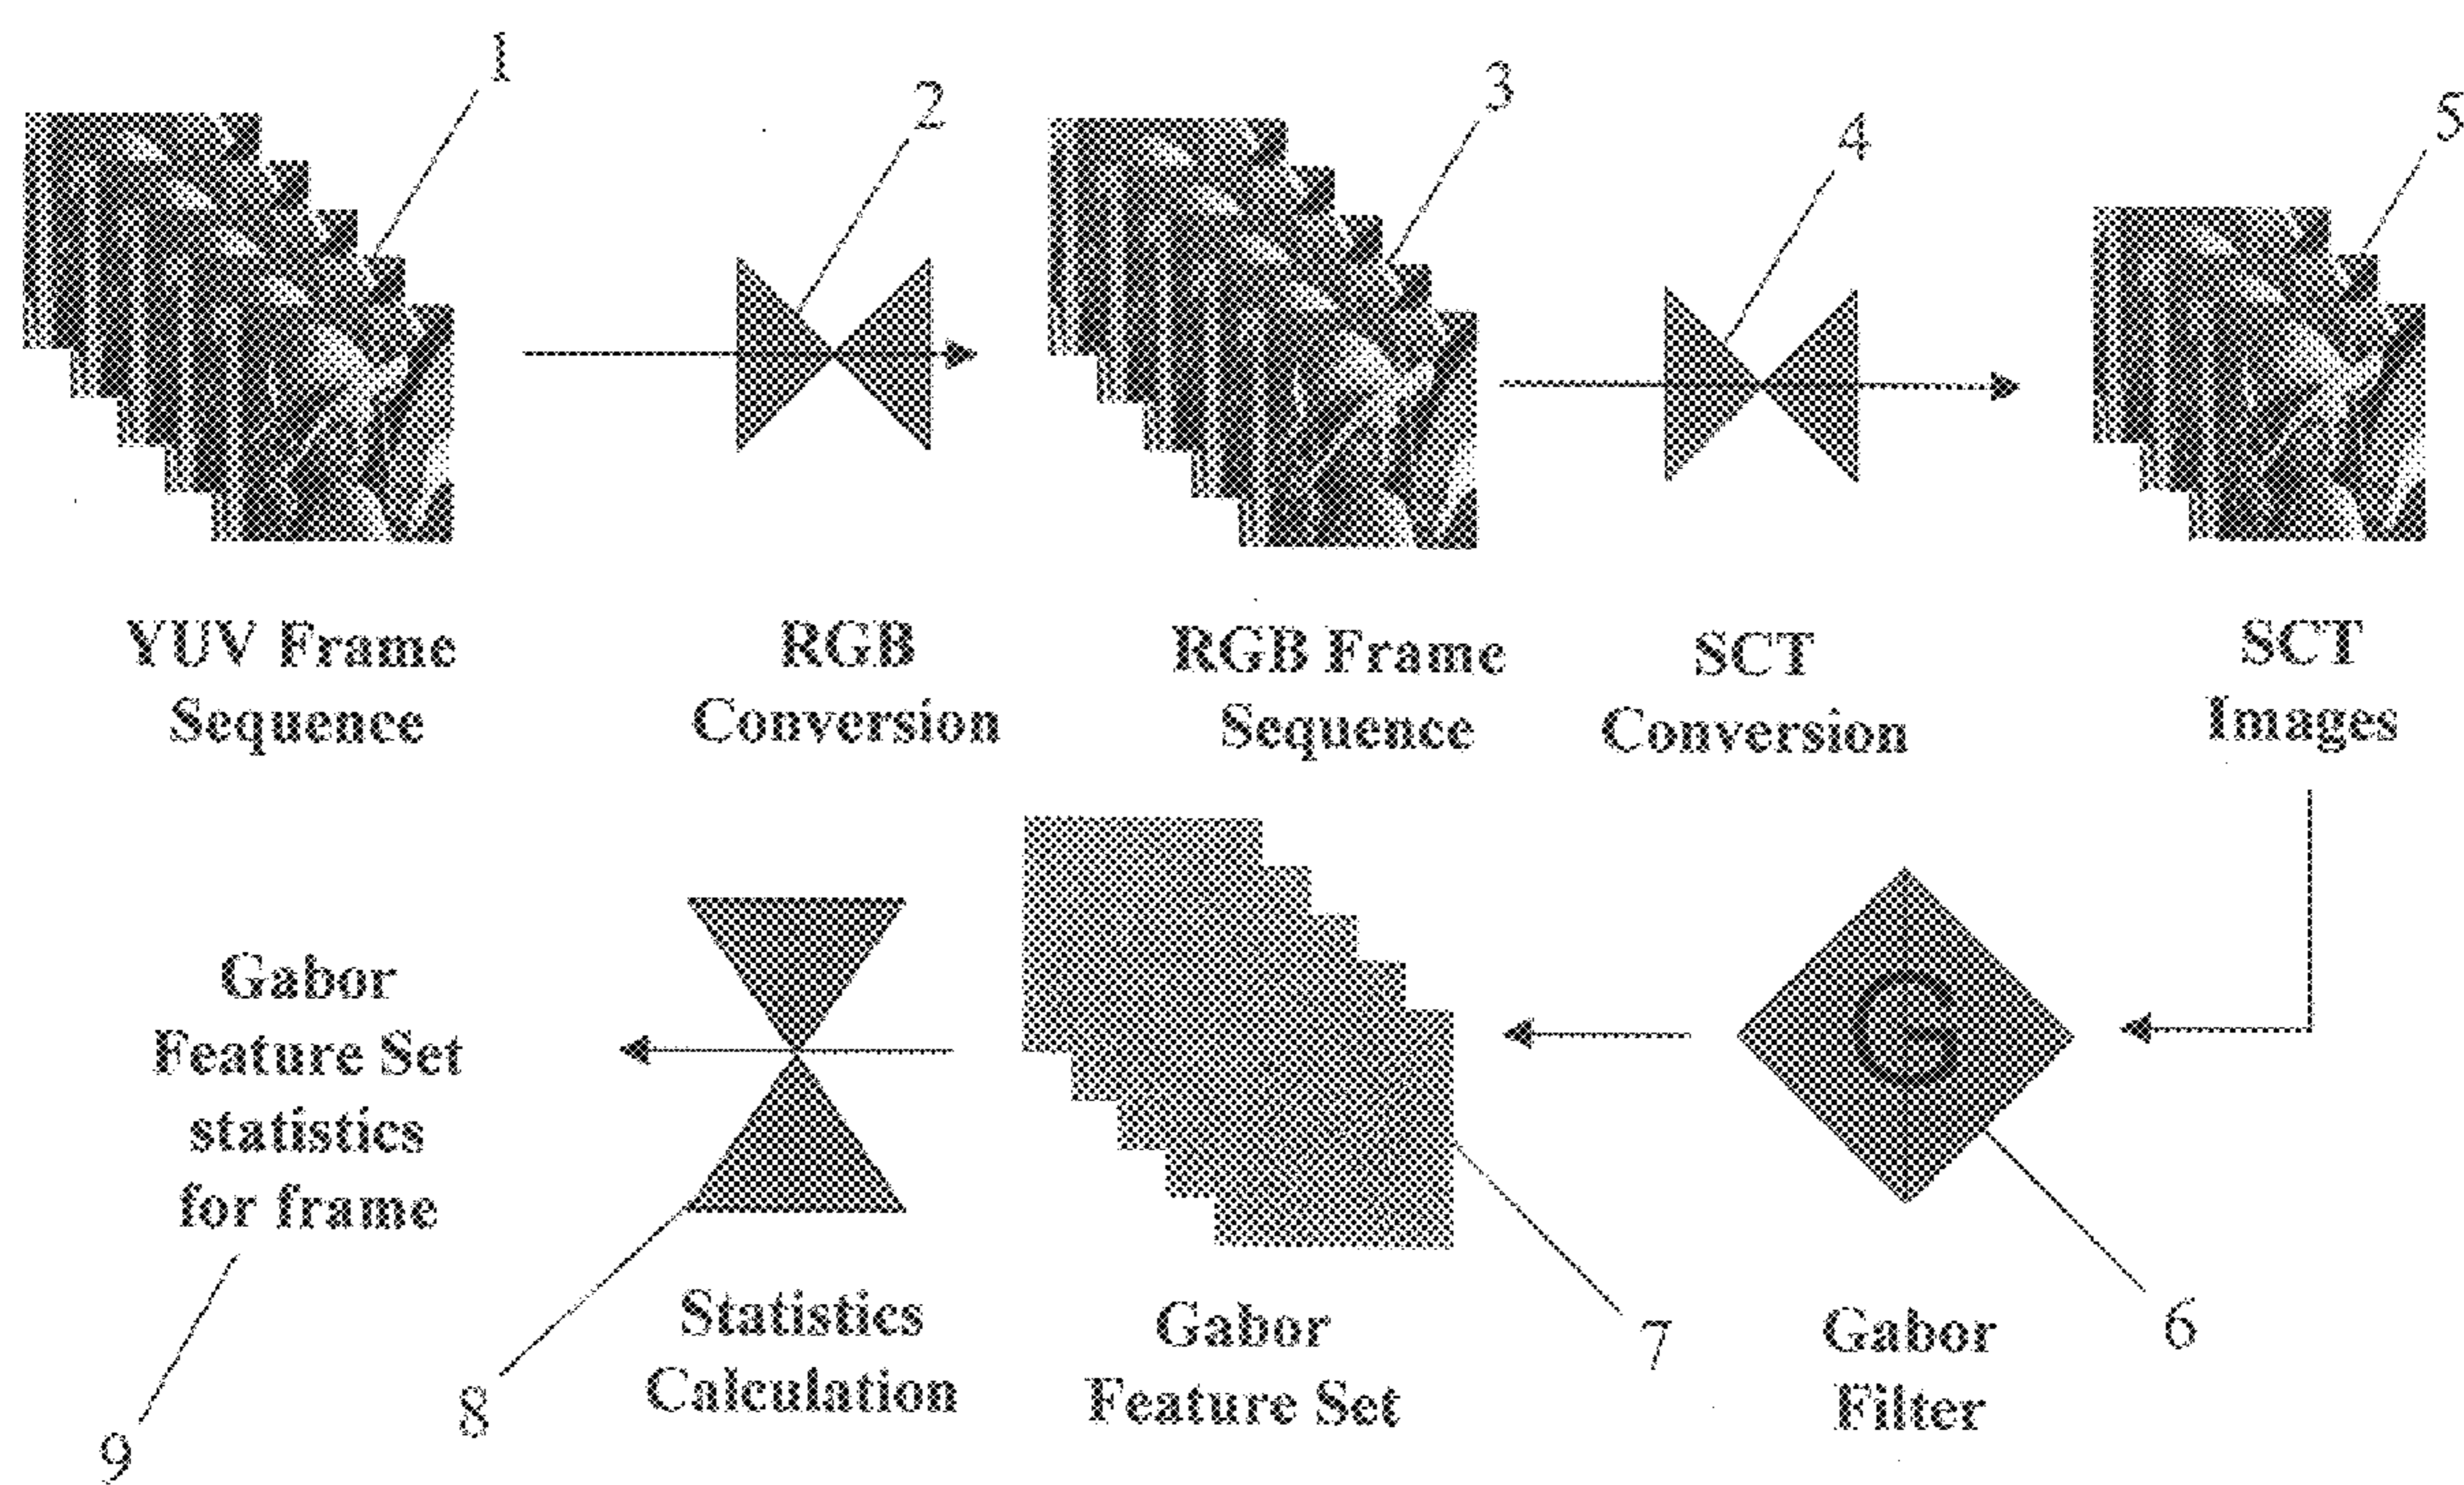 1
2
3
4
5
YUV Frame
Sequence
RGB
Conversion
RGB Frame
Sequence
SCT
Conversion
SCT
Images
Gabor
Feature Set
statistics
for frame
G
Statistics
Calculation
Gabor
Feature Set
Gabor
Filter
6
7
8
9